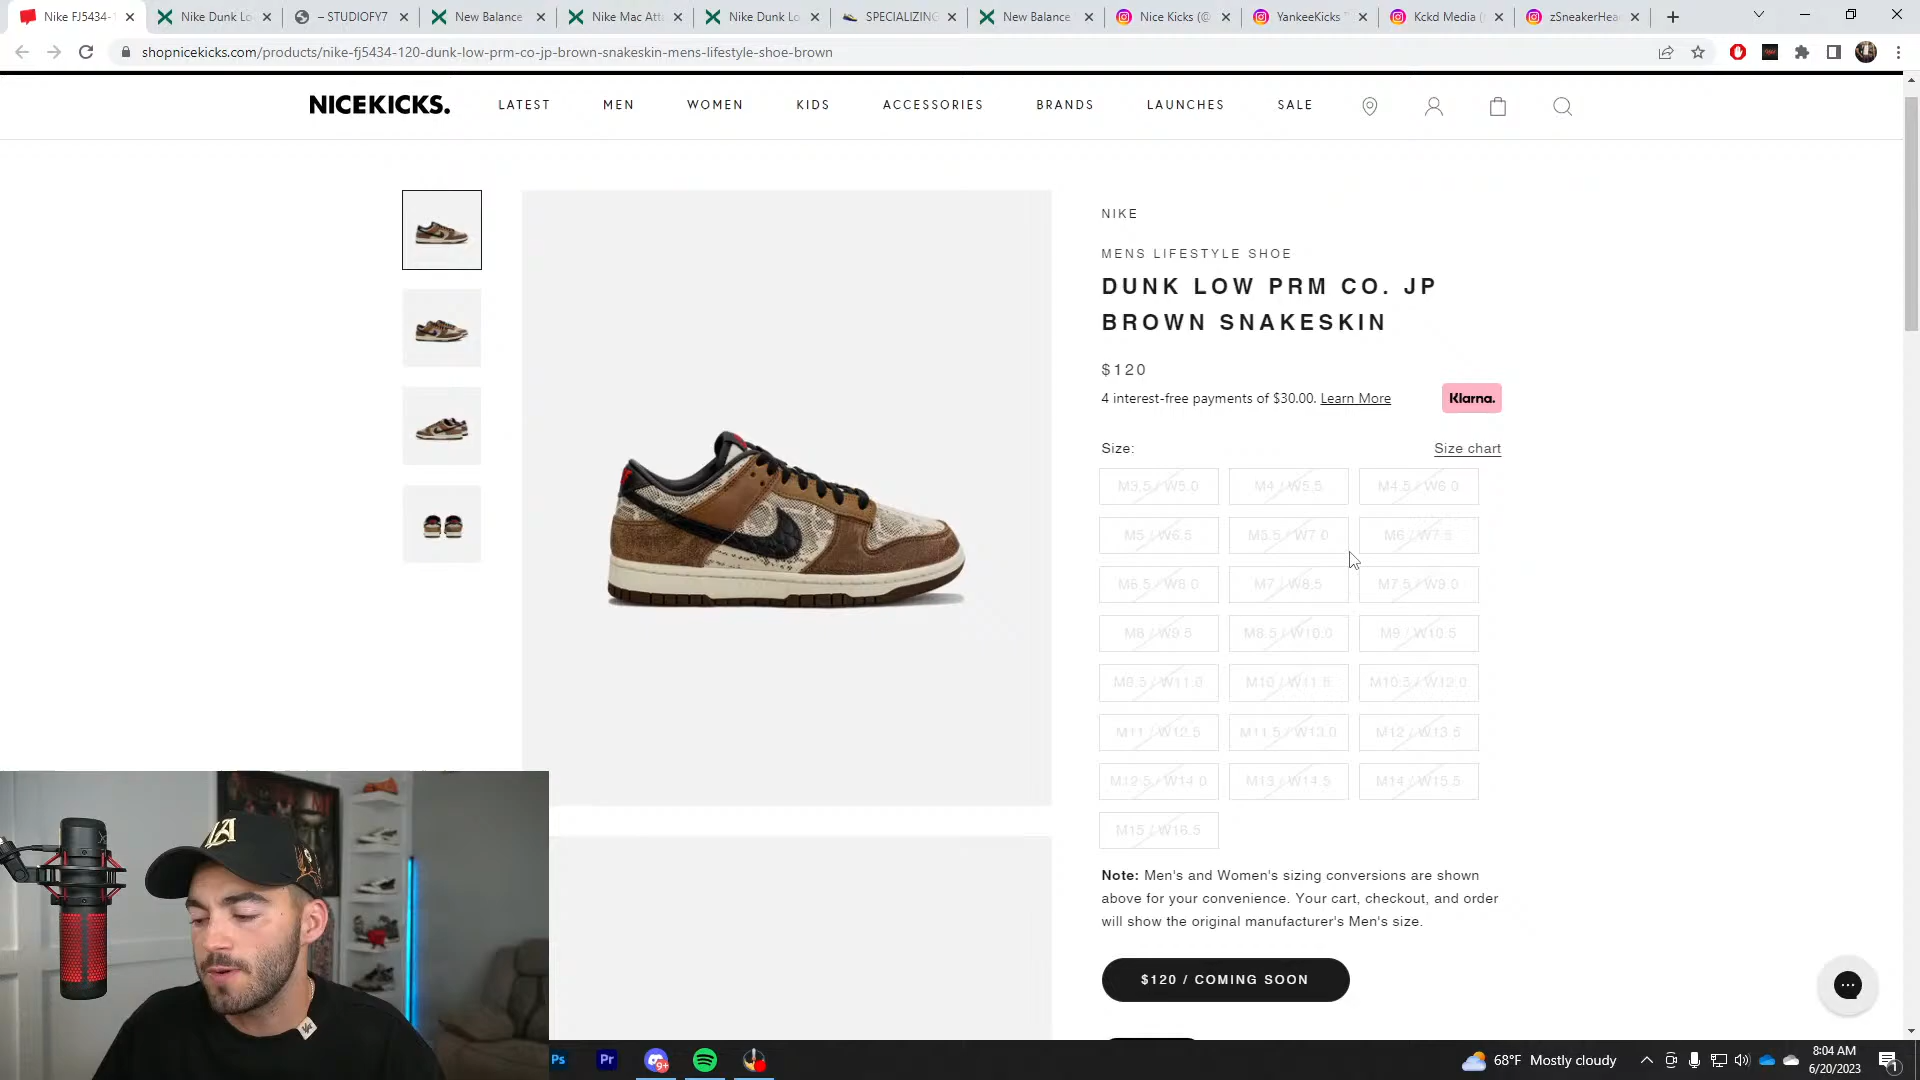 Nike FJ5434-1
Nike Dunk Lo
– STUDIOFY7
New Balance
Nike Mac Att
Nike Dunk Lo
SPECIALIZING
New Balance
Nice Kicks (@
YankeeKicks
Kckd Media (
zSneakerHea
shopnicekicks.com/products/nike-fj5434-120-dunk-low-prm-co-jp-brown-snakeskin-mens-lifestyle-shoe-brown
NICEKICKS.
LATEST
MEN
WOMEN
KIDS
ACCESSORIES
BRANDS
LAUNCHES
SALE
NIKE
MENS LIFESTYLE SHOE
DUNK LOW PRM CO. JP
BROWN SNAKESKIN
$120
4 interest-free payments of $30.00. Learn More
Klarna.
Size:
Size chart
M3.5 / W5.0
M4 / W5.5
M4.5 / W6.0
M5 / W6.5
M5.5 / W7.0
M6 / W7.5
M6.5 / W8.0
M7 / W8.5
M7.5 / W9.0
M8 / W9.5
M8.5 / W10.0
M9 / W10.5
M9.5 / W11.0
M10 / W11.5
M10.5 / W12.0
M11 / W12.5
M11.5 / W13.0
M12 / W13.5
M12.5 / W14.0
M13 / W14.5
M14 / W15.5
M15 / W16.5
Note: Men's and Women's sizing conversions are shown
above for your convenience. Your cart, checkout, and order
will show the original manufacturer's Men's size.
$120 / COMING SOON
LA
Ps
Pr
9+
68°F Mostly cloudy
8:04 AM
6/20/2023
1